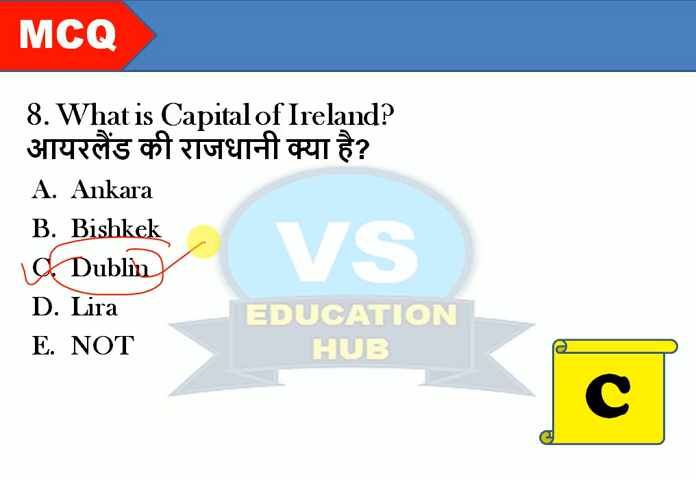 MCQ
8. What is Capital of Ireland?
आयरलैंड की राजधानी क्या है?
A. Ankara
B. Bishkek
C. Dublin
D. Lira
E. NOT
VS
EDUCATION
HUB
C